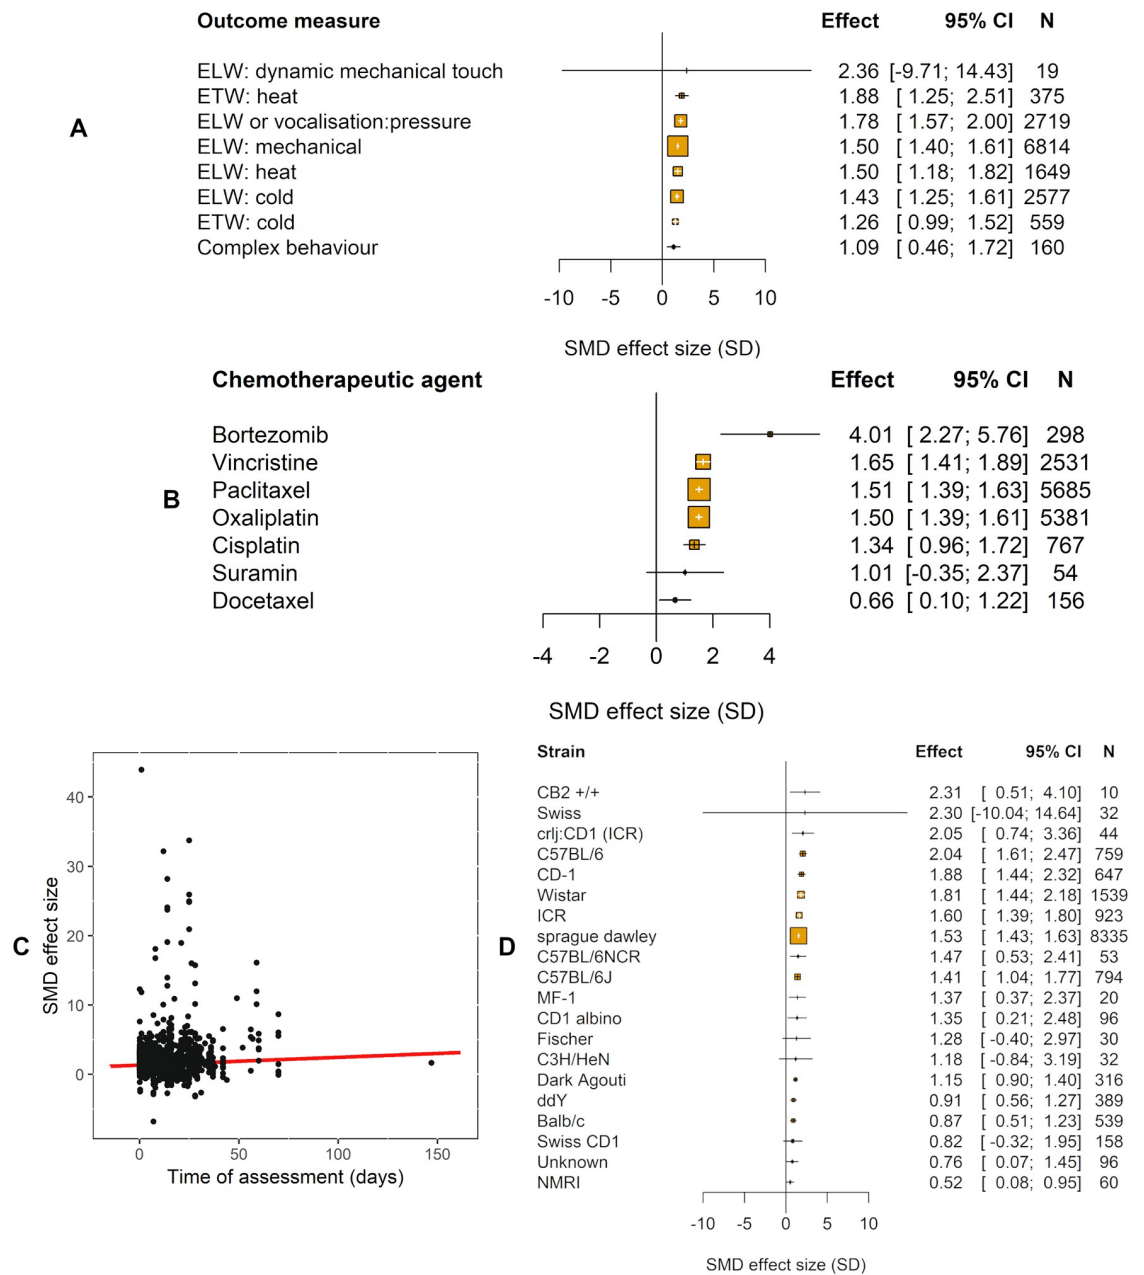 Outcome measure Effect 95% CI N
A
ELW: dynamic mechanical touch 2.36 [-9.71; 14.43] 19
ETW: heat 1.88 [ 1.25; 2.51] 375
ELW or vocalisation:pressure 1.78 [ 1.57; 2.00] 2719
ELW: mechanical 1.50 [ 1.40; 1.61] 6814
ELW: heat 1.50 [ 1.18; 1.82] 1649
ELW: cold 1.43 [ 1.25; 1.61] 2577
ETW: cold 1.26 [ 0.99; 1.52] 559
Complex behaviour 1.09 [ 0.46; 1.72] 160
-10 -5 0 5 10
SMD effect size (SD)
Chemotherapeutic agent Effect 95% CI N
B
Bortezomib 4.01 [ 2.27; 5.76] 298
Vincristine 1.65 [ 1.41; 1.89] 2531
Paclitaxel 1.51 [ 1.39; 1.63] 5685
Oxaliplatin 1.50 [ 1.39; 1.61] 5381
Cisplatin 1.34 [ 0.96; 1.72] 767
Suramin 1.01 [-0.35; 2.37] 54
Docetaxel 0.66 [ 0.10; 1.22] 156
-4 -2 0 2 4
SMD effect size (SD)
C
SMD effect size
40
30
20
10
0
0 50 100 150
Time of assessment (days)
D
Strain Effect 95% CI N
CB2 +/+ 2.31 [ 0.51; 4.10] 10
Swiss 2.30 [-10.04; 14.64] 32
crlj:CD1 (ICR) 2.05 [ 0.74; 3.36] 44
C57BL/6 2.04 [ 1.61; 2.47] 759
CD-1 1.88 [ 1.44; 2.32] 647
Wistar 1.81 [ 1.44; 2.18] 1539
ICR 1.60 [ 1.39; 1.80] 923
sprague dawley 1.53 [ 1.43; 1.63] 8335
C57BL/6NCR 1.47 [ 0.53; 2.41] 53
C57BL/6J 1.41 [ 1.04; 1.77] 794
MF-1 1.37 [ 0.37; 2.37] 20
CD1 albino 1.35 [ 0.21; 2.48] 96
Fischer 1.28 [ -0.40; 2.97] 30
C3H/HeN 1.18 [ -0.84; 3.19] 32
Dark Agouti 1.15 [ 0.90; 1.40] 316
ddY 0.91 [ 0.56; 1.27] 389
Balb/c 0.87 [ 0.51; 1.23] 539
Swiss CD1 0.82 [ -0.32; 1.95] 158
Unknown 0.76 [ 0.07; 1.45] 96
NMRI 0.52 [ 0.08; 0.95] 60
-10 -5 0 5 10
SMD effect size (SD)